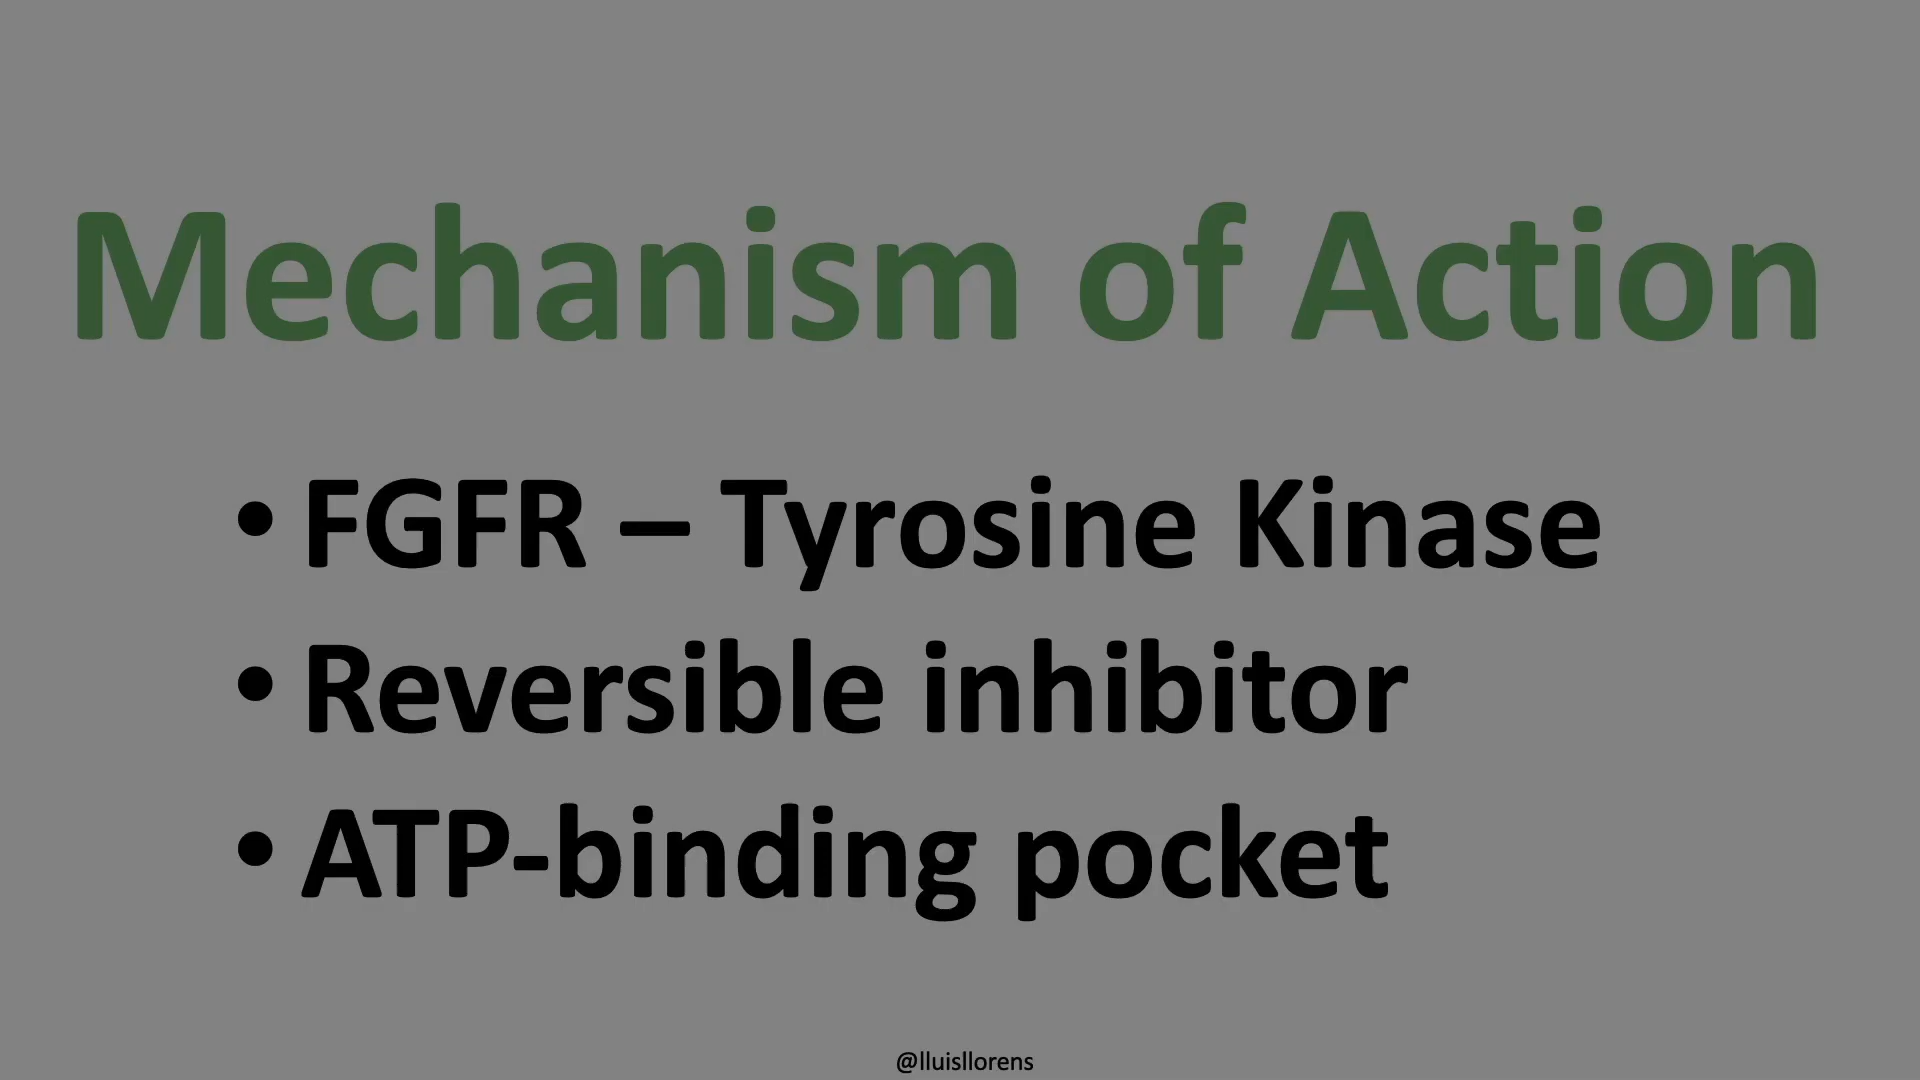 Mechanism of Action
• FGFR – Tyrosine Kinase
• Reversible inhibitor
• ATP-binding pocket
@lluisllorens